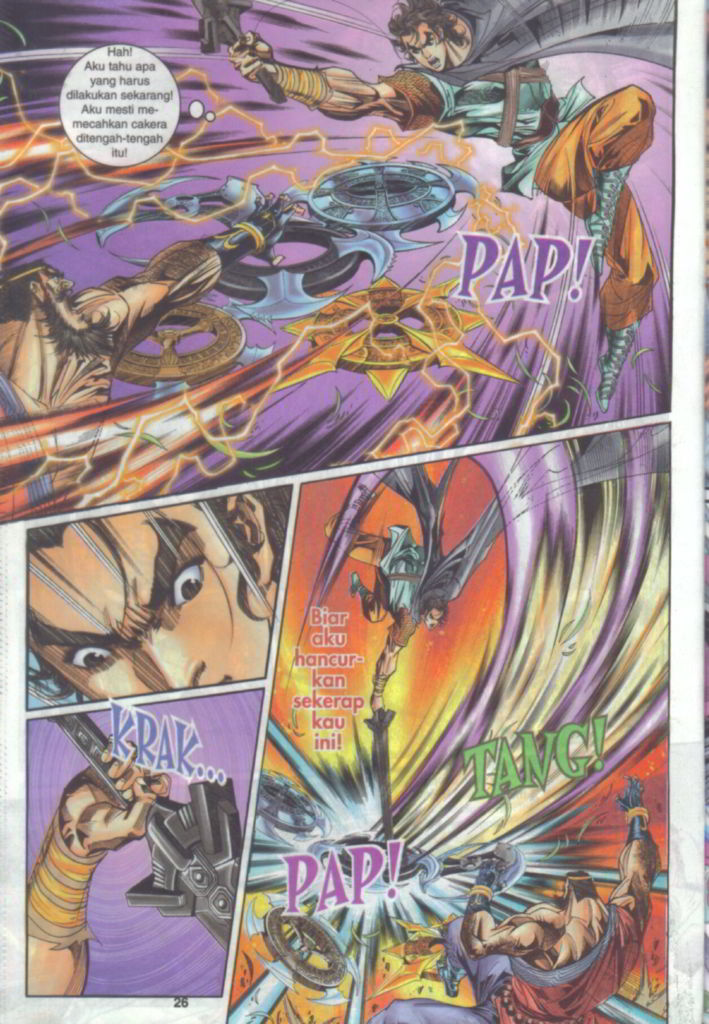 Hah!
Aku tahu apa
yang harus
dilakukan sekarang!
Aku mesti me-
mecahkan cakera
ditengah-tengah
itu!
PAP!
KRAK...
Biar
aku
hancur-
kan
sekerap
kau
ini!
TANG!
PAP!
26